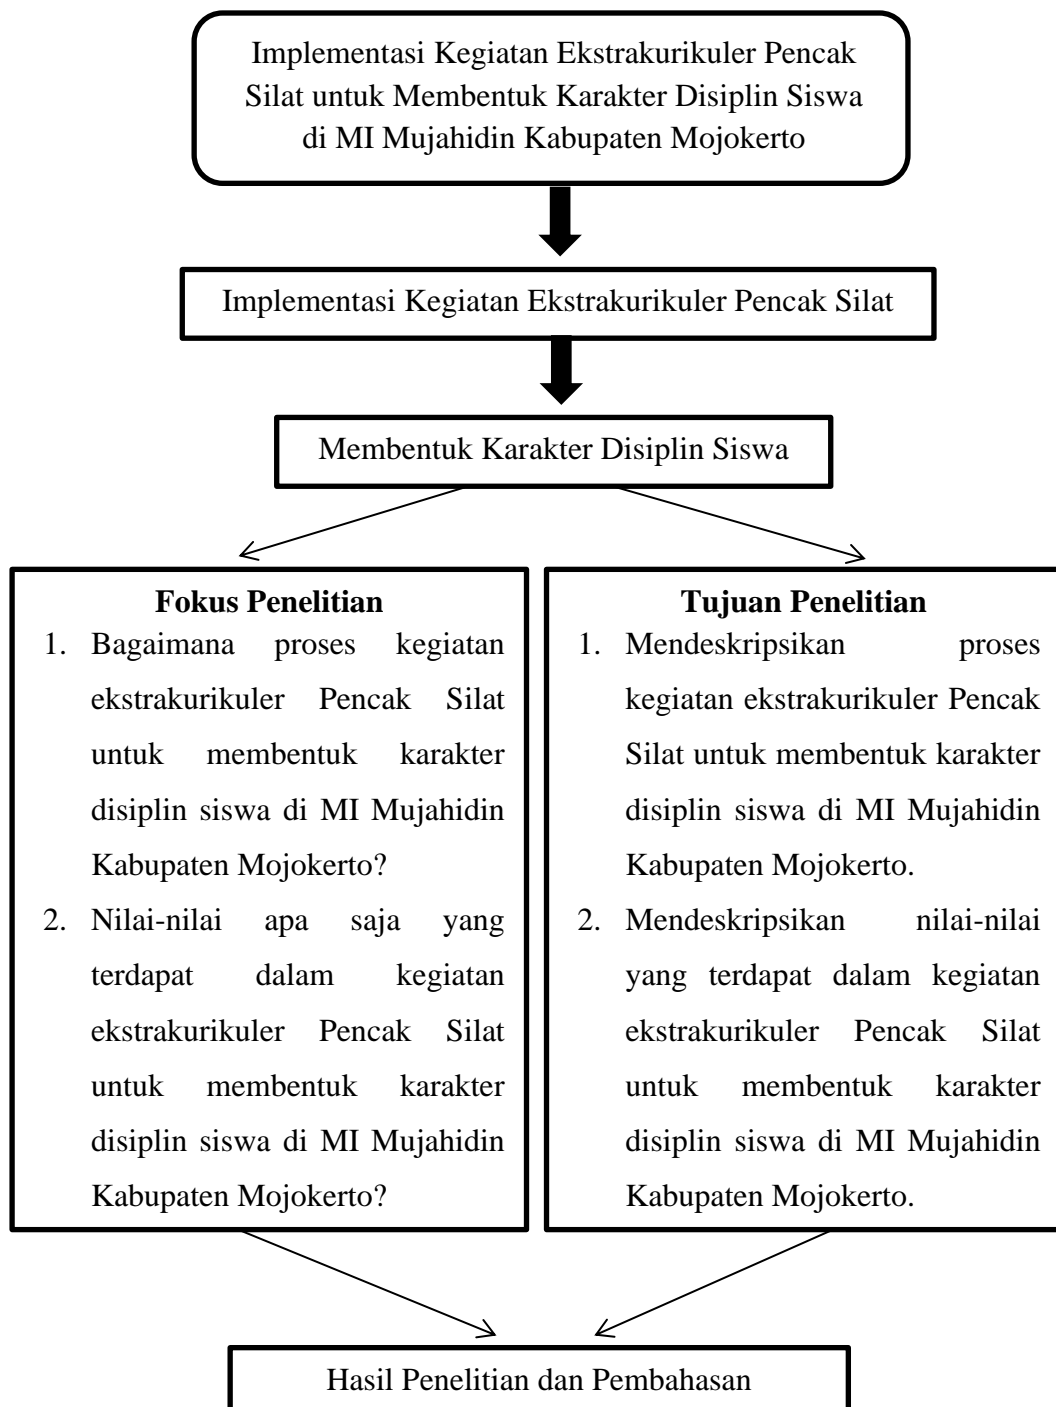 Implementasi Kegiatan Ekstrakurikuler Pencak
Silat untuk Membentuk Karakter Disiplin Siswa
di MI Mujahidin Kabupaten Mojokerto
Implementasi Kegiatan Ekstrakurikuler Pencak Silat
Membentuk Karakter Disiplin Siswa
Fokus Penelitian
1. Bagaimana proses kegiatan
ekstrakurikuler Pencak Silat
untuk membentuk karakter
disiplin siswa di MI Mujahidin
Kabupaten Mojokerto?
2. Nilai-nilai apa saja yang
terdapat dalam kegiatan
ekstrakurikuler Pencak Silat
untuk membentuk karakter
disiplin siswa di MI Mujahidin
Kabupaten Mojokerto?
Tujuan Penelitian
1. Mendeskripsikan proses
kegiatan ekstrakurikuler Pencak
Silat untuk membentuk karakter
disiplin siswa di MI Mujahidin
Kabupaten Mojokerto.
2. Mendeskripsikan nilai-nilai
yang terdapat dalam kegiatan
ekstrakurikuler Pencak Silat
untuk membentuk karakter
disiplin siswa di MI Mujahidin
Kabupaten Mojokerto.
Hasil Penelitian dan Pembahasan